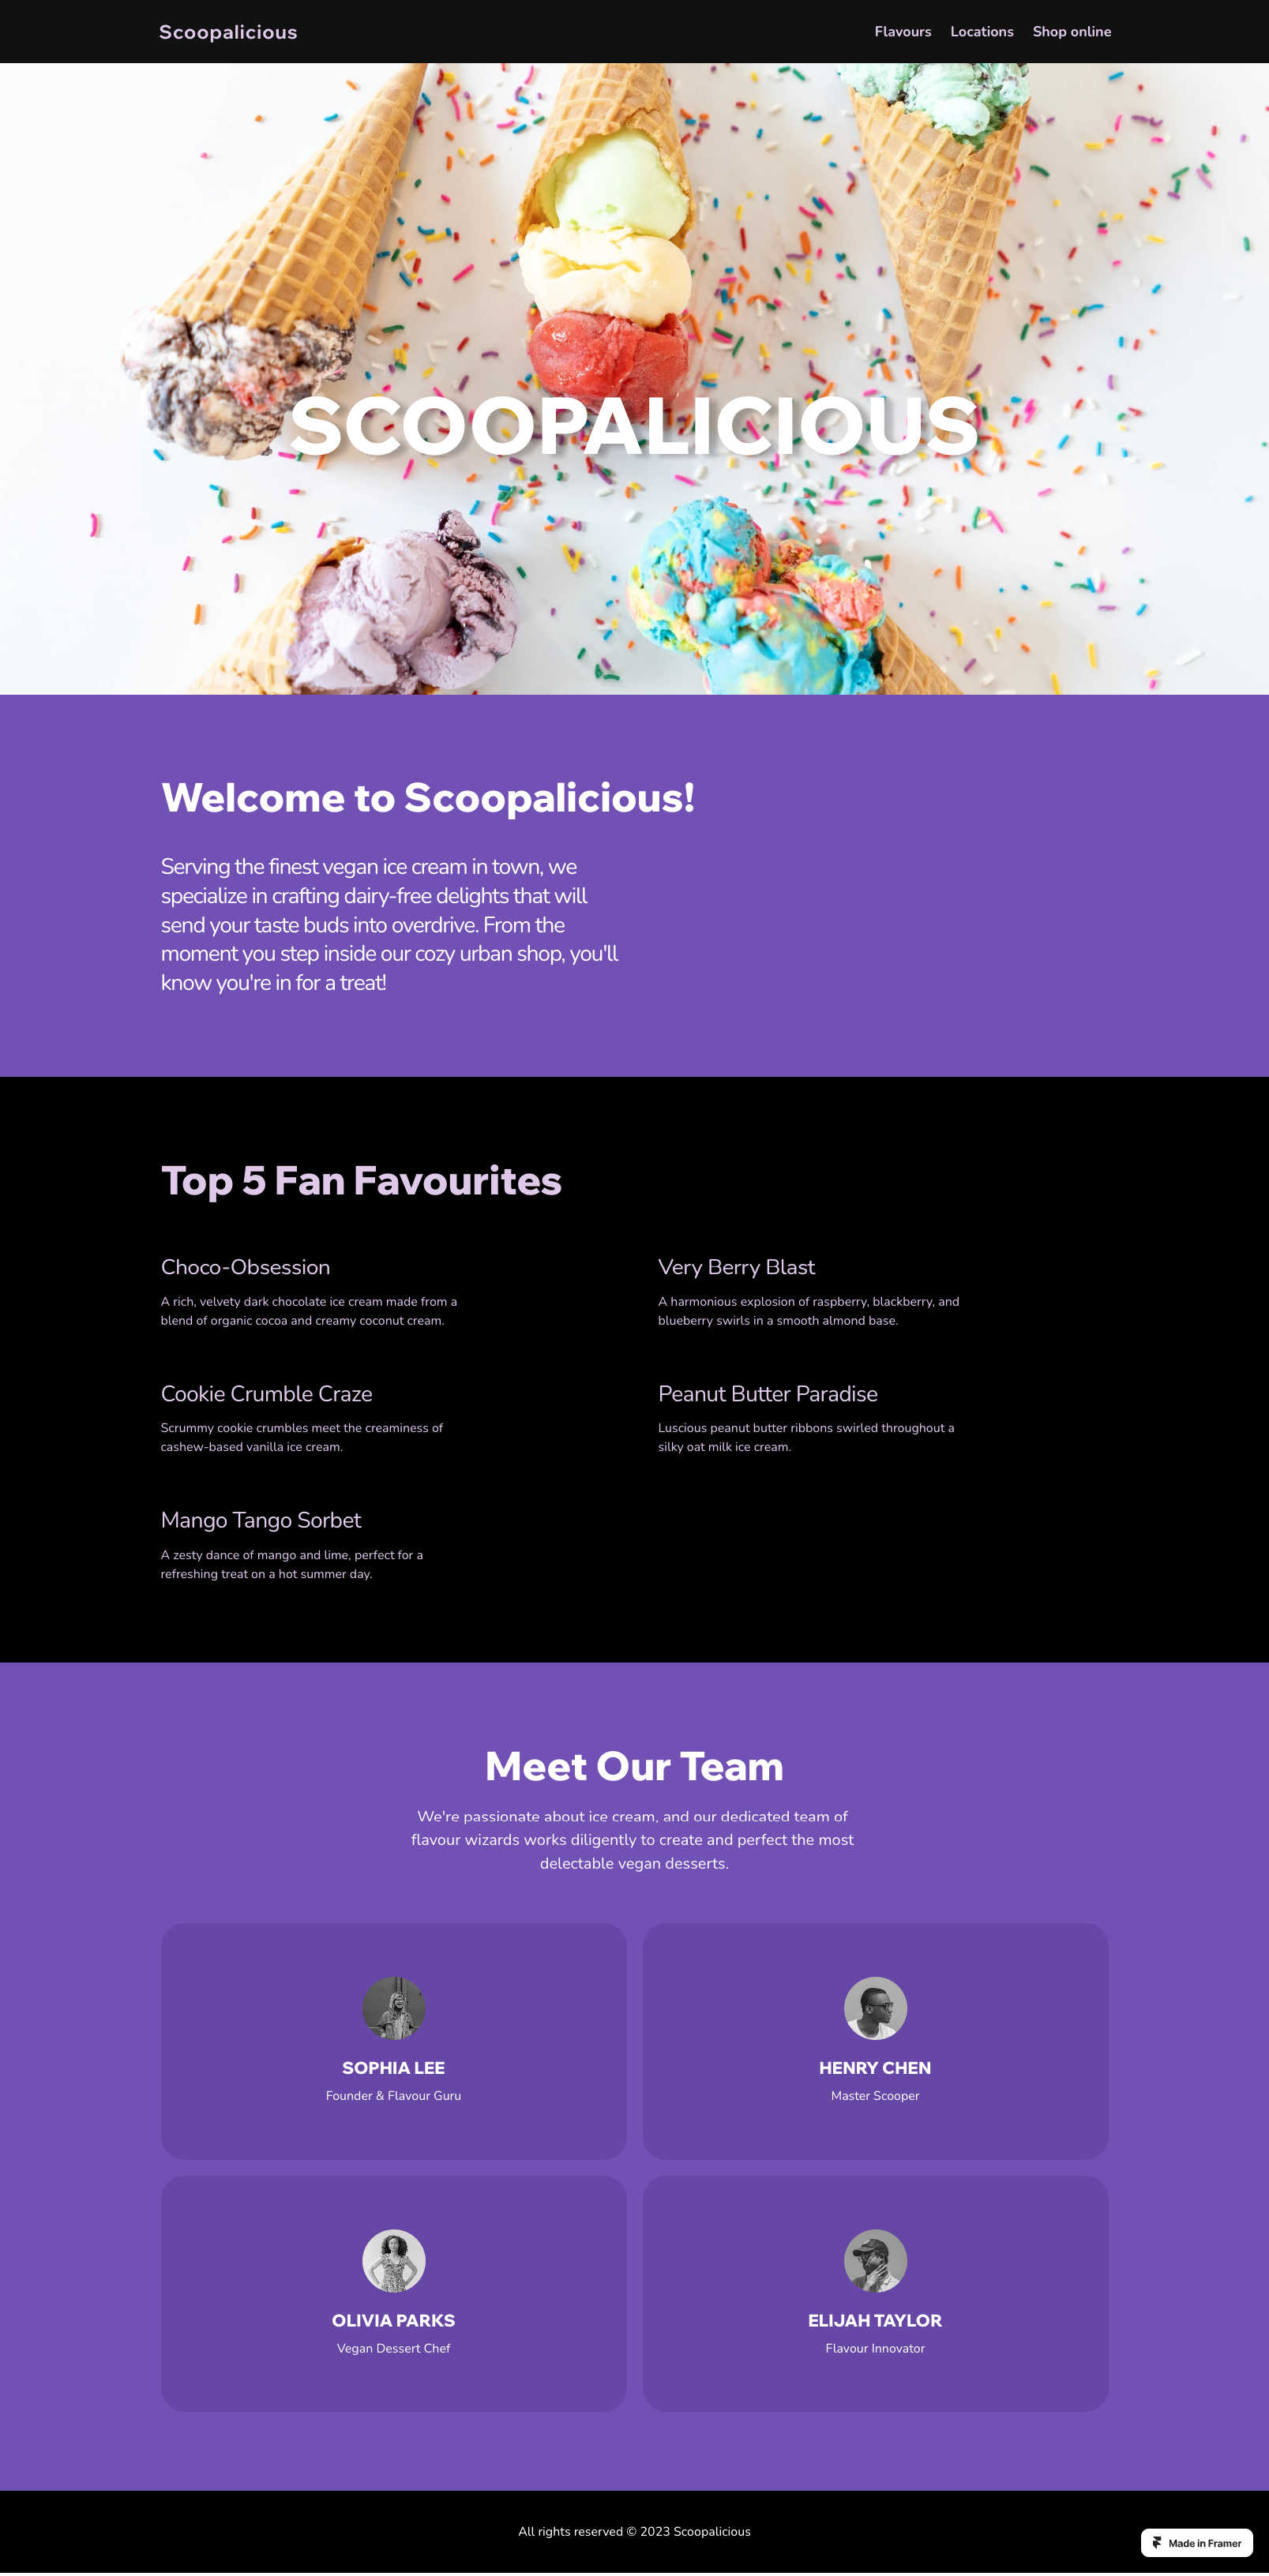 Scoopalicious
Flavours Locations Shop online
SCOOPALICIOUS
Welcome to Scoopalicious!
Serving the finest vegan ice cream in town, we
specialize in crafting dairy-free delights that will
send your taste buds into overdrive. From the
moment you step inside our cozy urban shop, you'll
know you're in for a treat!
Top 5 Fan Favourites
Choco-Obsession
A rich, velvety dark chocolate ice cream made from a
blend of organic cocoa and creamy coconut cream.
Very Berry Blast
A harmonious explosion of raspberry, blackberry, and
blueberry swirls in a smooth almond base.
Cookie Crumble Craze
Scrummy cookie crumbles meet the creaminess of
cashew-based vanilla ice cream.
Peanut Butter Paradise
Luscious peanut butter ribbons swirled throughout a
silky oat milk ice cream.
Mango Tango Sorbet
A zesty dance of mango and lime, perfect for a
refreshing treat on a hot summer day.
Meet Our Team
We're passionate about ice cream, and our dedicated team of
flavour wizards works diligently to create and perfect the most
delectable vegan desserts.
SOPHIA LEE
Founder & Flavour Guru
HENRY CHEN
Master Scooper
OLIVIA PARKS
Vegan Dessert Chef
ELIJAH TAYLOR
Flavour Innovator
All rights reserved © 2023 Scoopalicious
Made in Framer